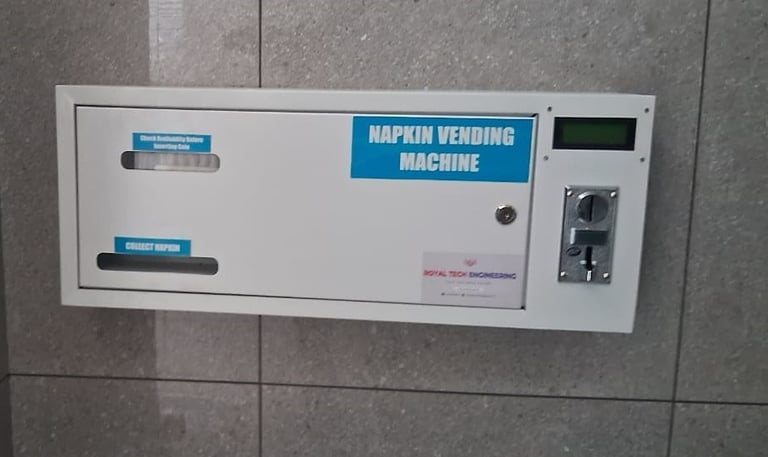 Check Availability Before
Inserting Coin
NAPKIN VENDING
MACHINE
COLLECT NAPKIN
ROYAL TECH ENGINEERING